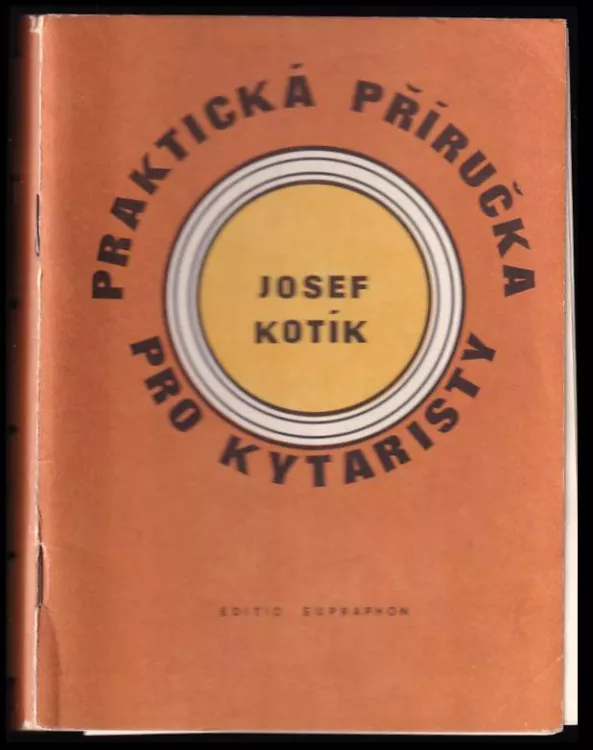 PRAKTICKÁ PŘÍRUČKA
JOSEF
KOTÍK
PRO KYTARISTY
EDITIO SUPRAPHON